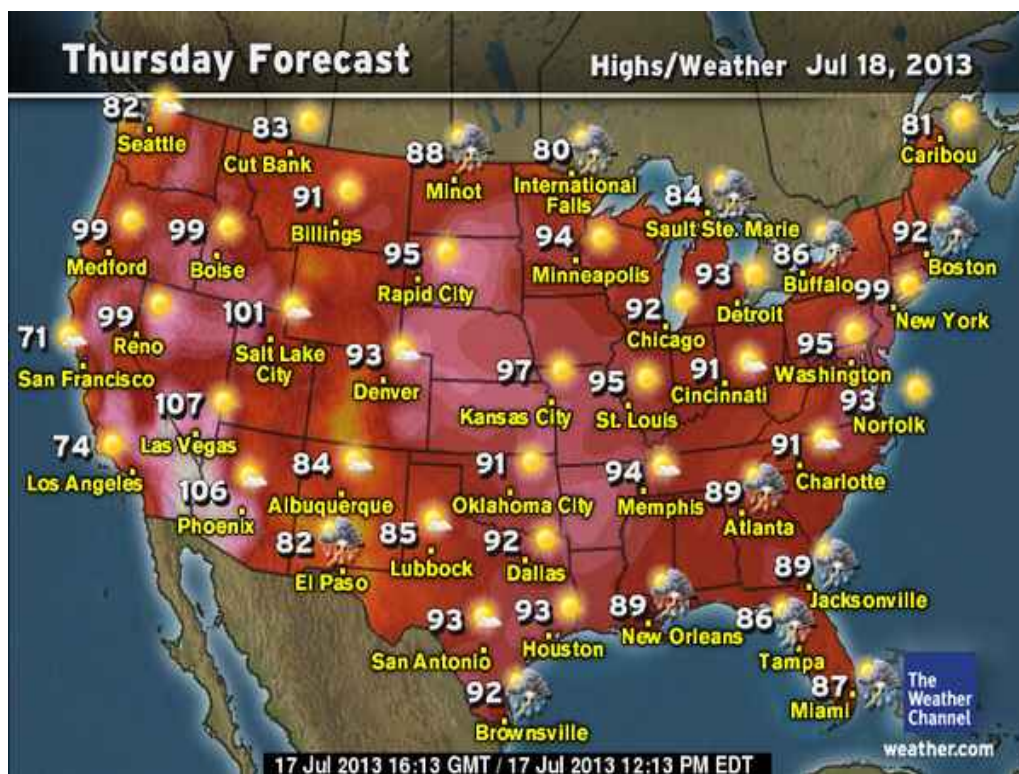 Thursday Forecast
Highs/Weather Jul 18, 2013
82
Seattle
83
Cut Bank
88
Minot
80
International
Falls
84
Sault Ste. Marie
81
Caribou
99
Medford
99
Boise
91
Billings
95
Rapid City
94
Minneapolis
93
Detroit
86
Buffalo
92
Boston
71
San Francisco
99
Reno
101
Salt Lake
City
93
Denver
97
Kansas City
92
Chicago
95
St. Louis
91
Cincinnati
95
Washington
99
New York
93
Norfolk
74
Los Angeles
107
Las Vegas
106
Phoenix
84
Albuquerque
91
Oklahoma City
94
Memphis
91
Charlotte
89
Atlanta
82
El Paso
85
Lubbock
92
Dallas
93
San Antonio
93
Houston
89
New Orleans
89
Jacksonville
86
Tampa
87
Miami
92
Brownsville
The
Weather
Channel
weather.com
17 Jul 2013 16:13 GMT / 17 Jul 2013 12:13 PM EDT